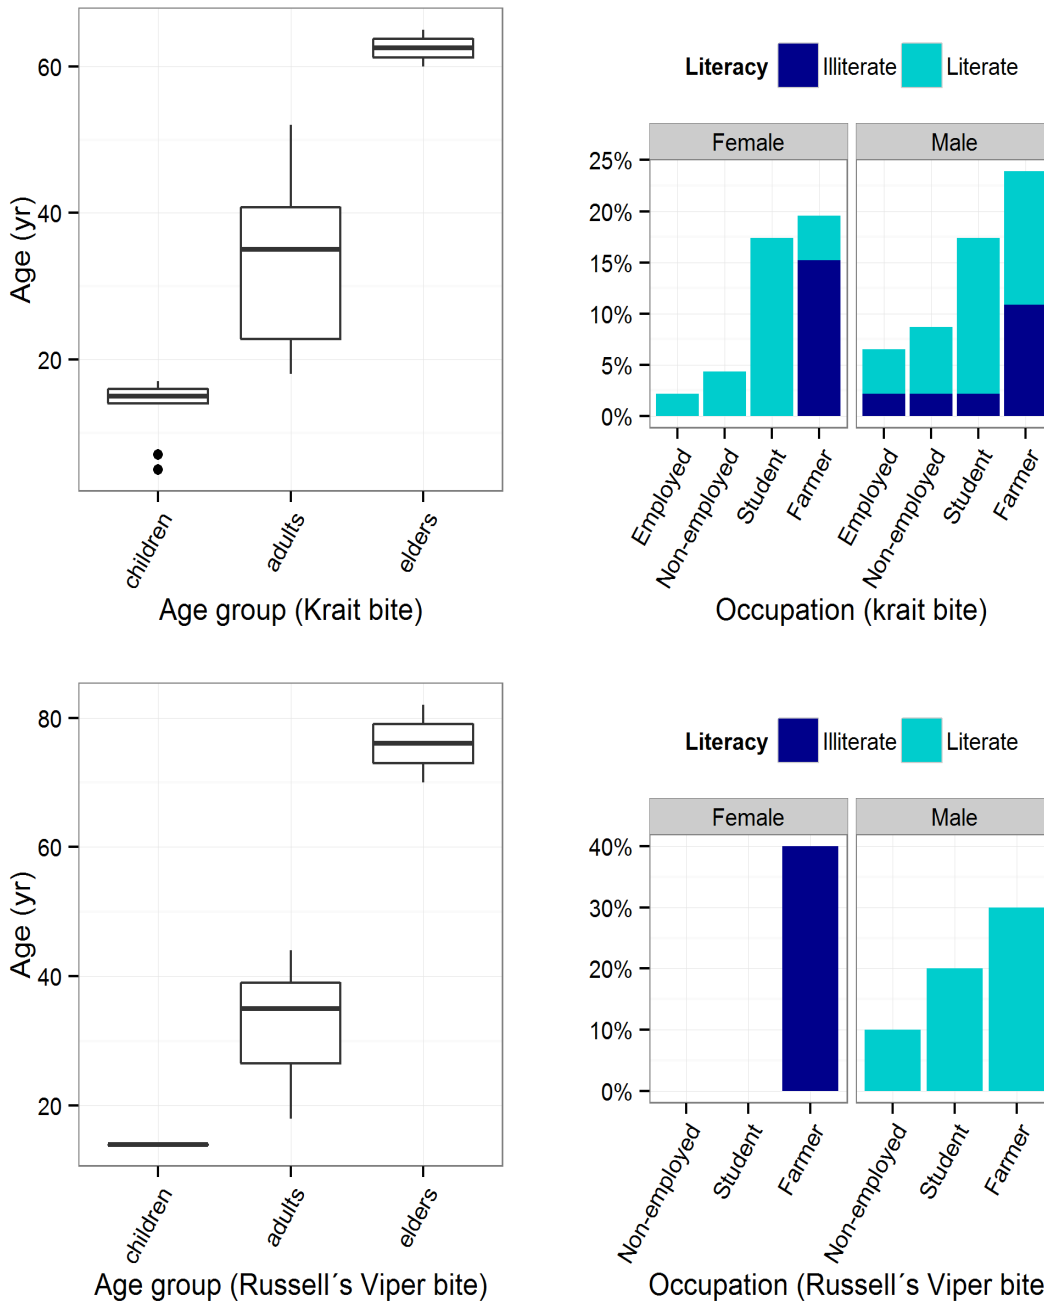 60
40
20
Age (yr)
children
adults
elders
Age group (Krait bite)
Literacy Illiterate Literate
Female Male
25%
20%
15%
10%
5%
0%
Employed
Non-employed
Student
Farmer
Employed
Non-employed
Student
Farmer
Occupation (krait bite)
80
60
40
20
Age (yr)
children
adults
elders
Age group (Russell´s Viper bite)
Literacy Illiterate Literate
Female Male
40%
30%
20%
10%
0%
Non-employed
Student
Farmer
Non-employed
Student
Farmer
Occupation (Russell´s Viper bite